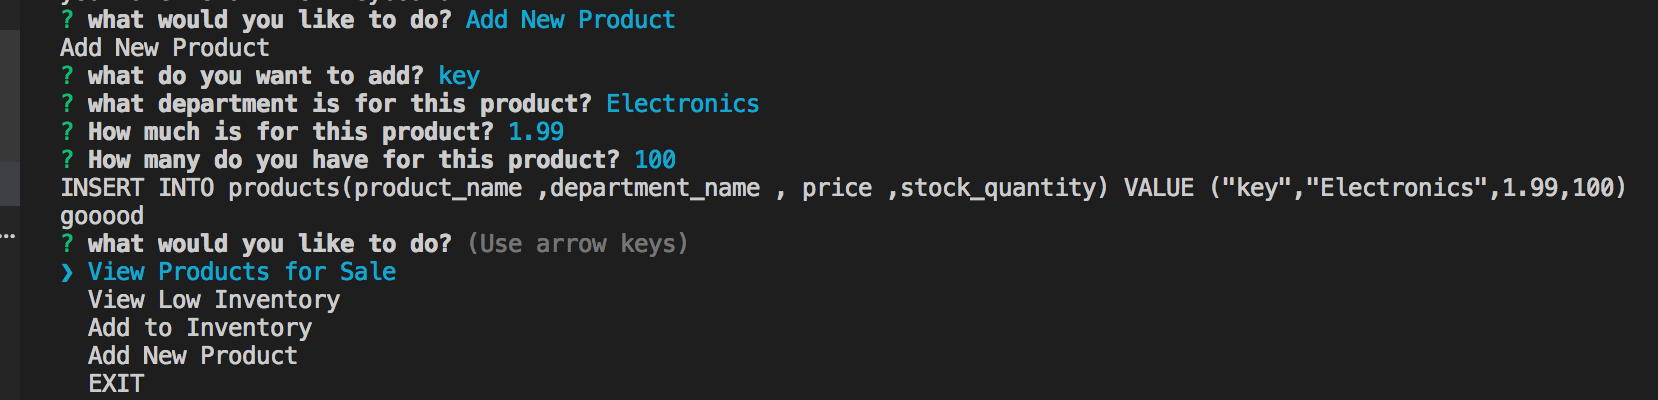 ? what would you like to do? Add New Product
Add New Product
? what do you want to add? key
? what department is for this product? Electronics
? How much is for this product? 1.99
? How many do you have for this product? 100
INSERT INTO products(product_name ,department_name , price ,stock_quantity) VALUE ("key","Electronics",1.99,100)
gooood
? what would you like to do? (Use arrow keys)
❯ View Products for Sale
View Low Inventory
Add to Inventory
Add New Product
EXIT